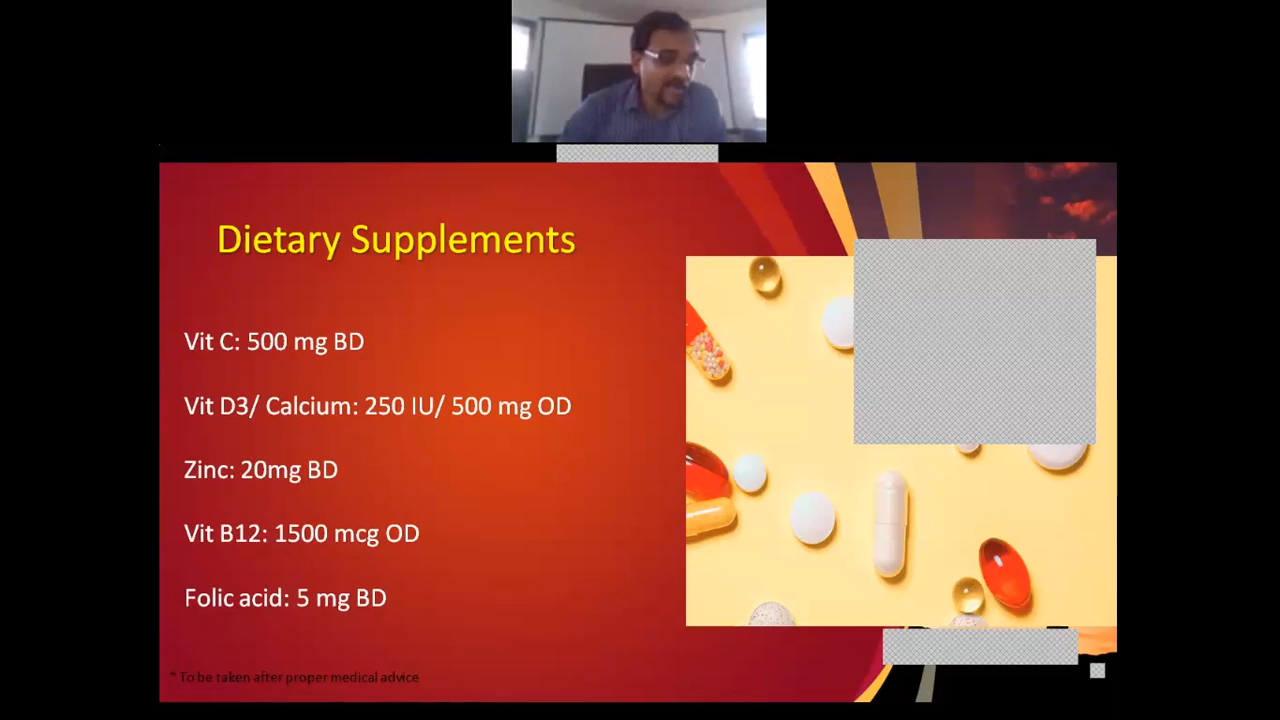 Dietary Supplements
Vit C: 500 mg BD
Vit D3/ Calcium: 250 IU/ 500 mg OD
Zinc: 20mg BD
Vit B12: 1500 mcg OD
Folic acid: 5 mg BD
* To be taken after proper medical advice